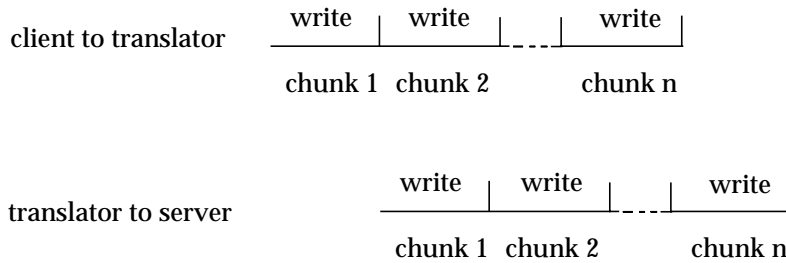 write write write
client to translator
chunk 1 chunk 2 chunk n
write write write
translator to server
chunk 1 chunk 2 chunk n